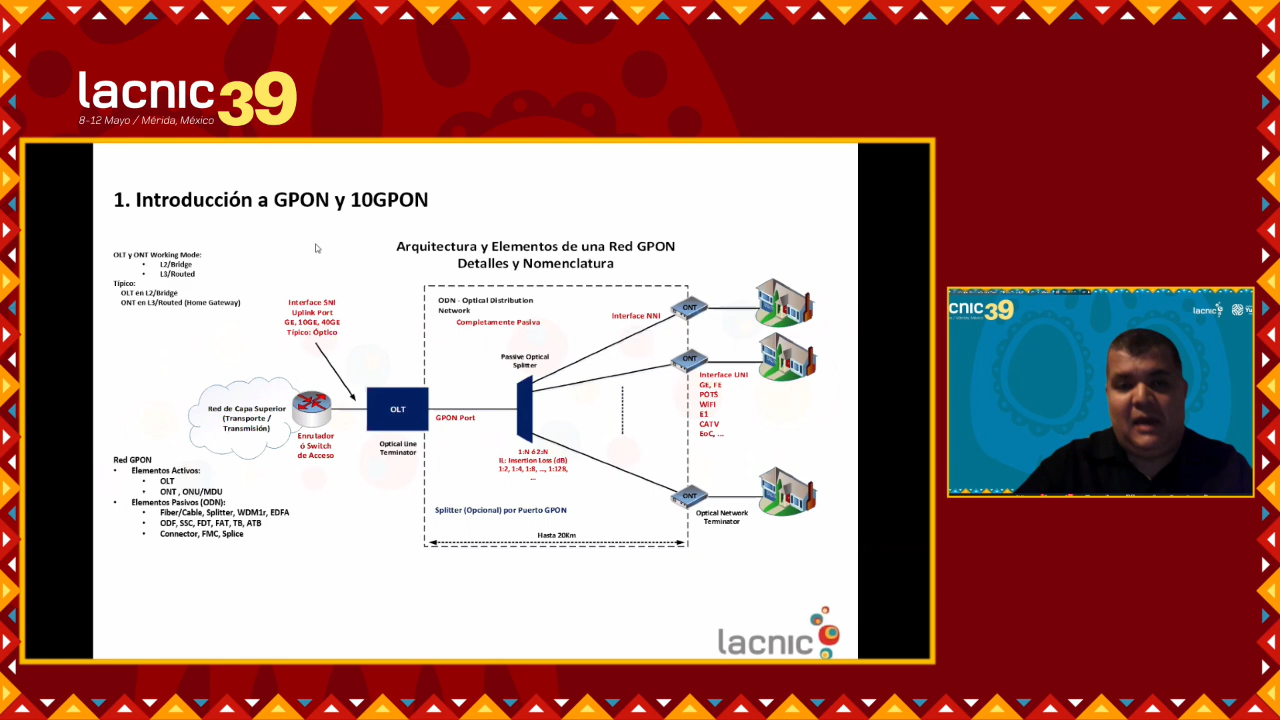 lacnic39
8-12 Mayo / Mérida, México
1. Introducción a GPON y 10GPON
Arquitectura y Elementos de una Red GPON
Detalles y Nomenclatura
OLT y ONT Working Mode:
• L2/Bridge
• L3/Routed
Típico:
OLT en L2/Bridge
ONT en L3/Routed (Home Gateway)
Interface SNI
Uplink Port
GE, 10GE, 40GE
Típico: Óptico
ODN - Optical Distribution
Network
Completamente Pasiva
Interface NNI
ONT
Passive Optical
Splitter
ONT
Interface UNI
GE, FE
POTS
WiFi
E1
CATV
EoC, ...
Red de Capa Superior
(Transporte /
Transmisión)
Enrutador
ó Switch
de Acceso
OLT
Optical Line
Terminator
GPON Port
1:N ó 2:N
IL: Insertion Loss (dB)
1:2, 1:4, 1:8, ..., 1:128,
...
ONT
Optical Network
Terminator
Splitter (Opcional) por Puerto GPON
Hasta 20Km
Red GPON
• Elementos Activos:
• OLT
• ONT , ONU/MDU
• Elementos Pasivos (ODN):
• Fiber/Cable, Splitter, WDM1r, EDFA
• ODF, SSC, FDT, FAT, TB, ATB
• Connector, FMC, Splice
lacnic
cnic39
lacnic